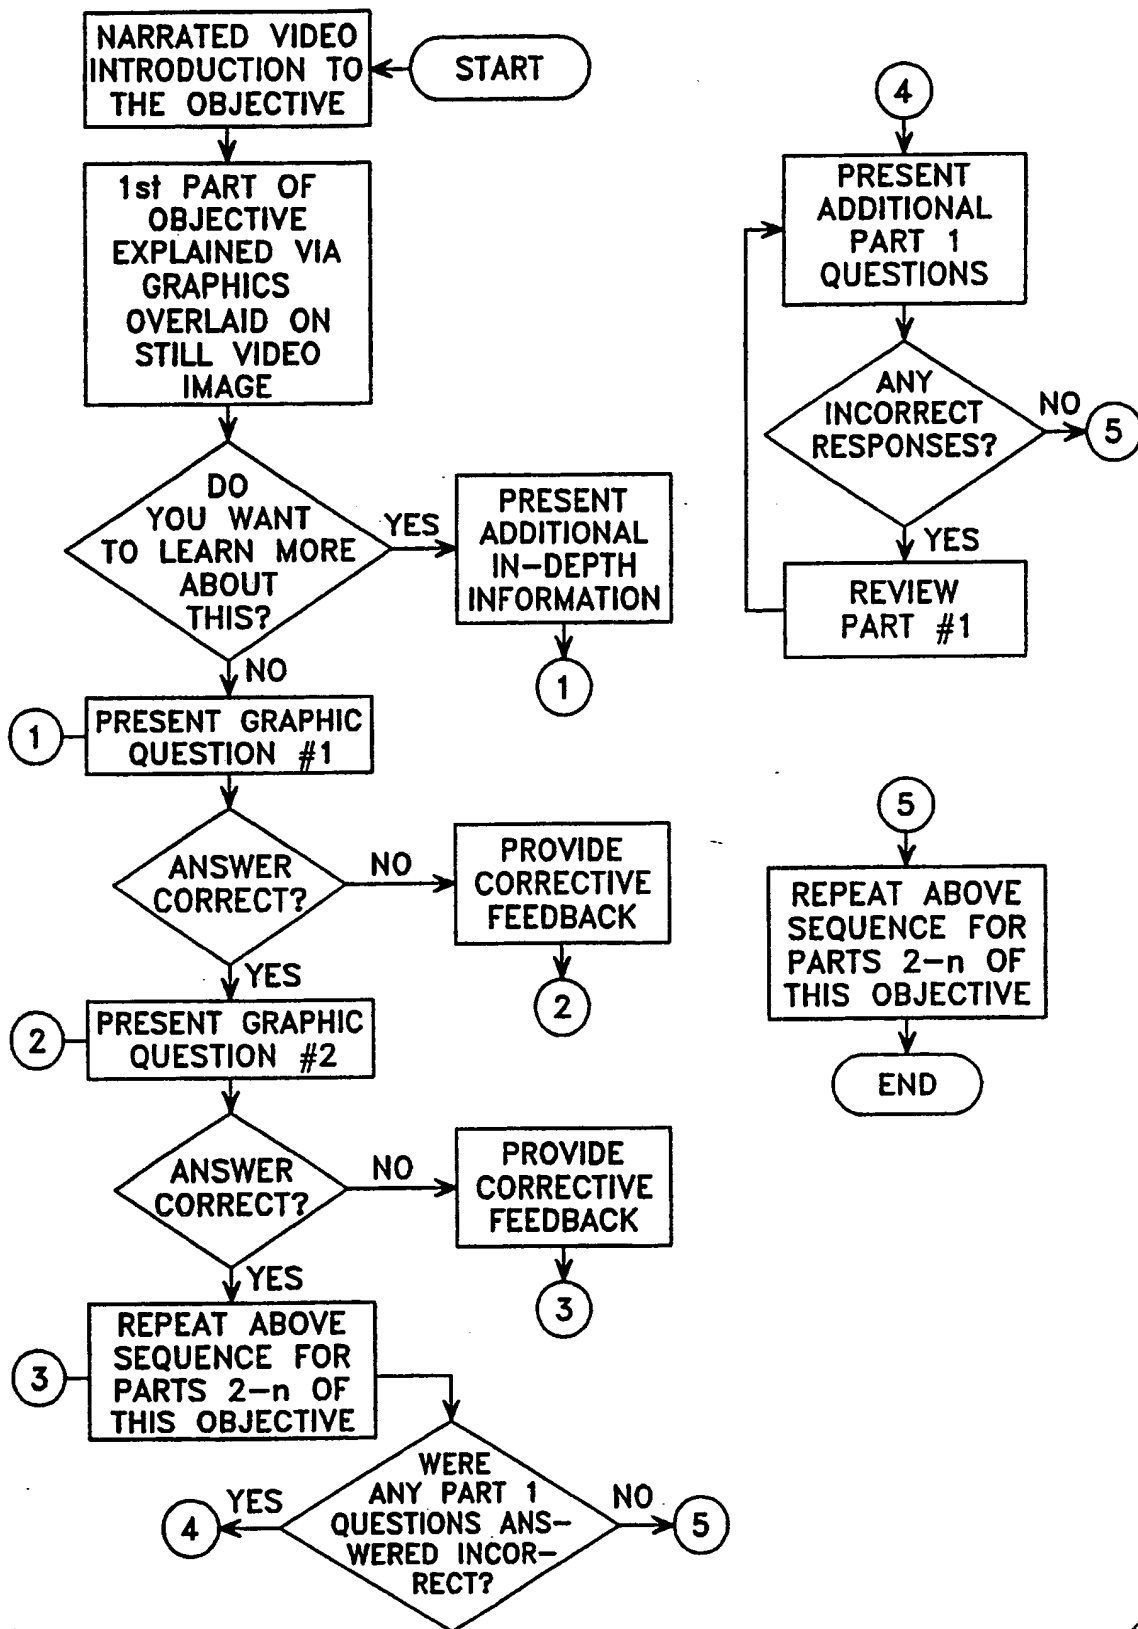 NARRATED VIDEO
INTRODUCTION TO
THE OBJECTIVE
START
1st PART OF
OBJECTIVE
EXPLAINED VIA
GRAPHICS
OVERLAID ON
STILL VIDEO
IMAGE
DO
YOU WANT
TO LEARN MORE
ABOUT
THIS?
YES
PRESENT
ADDITIONAL
IN-DEPTH
INFORMATION
1
NO
1
PRESENT GRAPHIC
QUESTION #1
ANSWER
CORRECT?
NO
PROVIDE
CORRECTIVE
FEEDBACK
2
YES
2
PRESENT GRAPHIC
QUESTION #2
ANSWER
CORRECT?
NO
PROVIDE
CORRECTIVE
FEEDBACK
3
YES
3
REPEAT ABOVE
SEQUENCE FOR
PARTS 2-n OF
THIS OBJECTIVE
WERE
ANY PART 1
QUESTIONS ANS-
WERED INCOR-
RECT?
YES
4
NO
5
4
PRESENT
ADDITIONAL
PART 1
QUESTIONS
ANY
INCORRECT
RESPONSES?
NO
5
YES
REVIEW
PART #1
5
REPEAT ABOVE
SEQUENCE FOR
PARTS 2-n OF
THIS OBJECTIVE
END